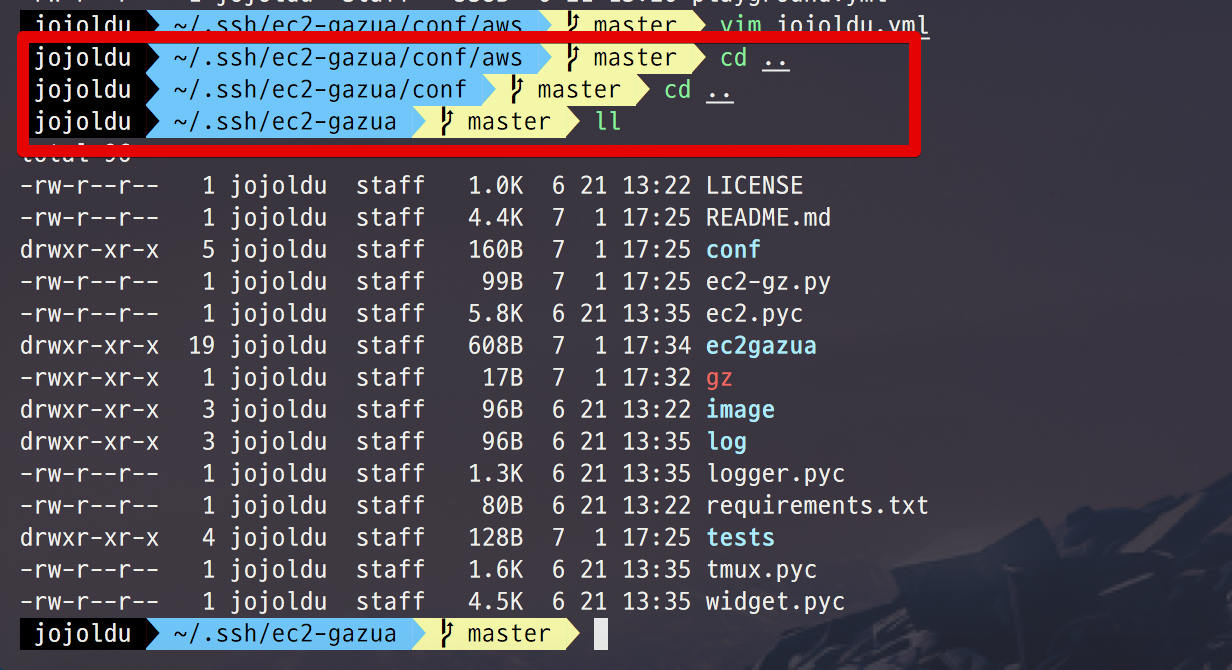 jojoldu ~/.ssh/ec2-gazua/conf/aws master vim jojoldu.yml
jojoldu ~/.ssh/ec2-gazua/conf/aws master cd ..
jojoldu ~/.ssh/ec2-gazua/conf master cd ..
jojoldu ~/.ssh/ec2-gazua master ll
total 96
-rw-r--r-- 1 jojoldu staff 1.0K 6 21 13:22 LICENSE
-rw-r--r-- 1 jojoldu staff 4.4K 7 1 17:25 README.md
drwxr-xr-x 5 jojoldu staff 160B 7 1 17:25 conf
-rw-r--r-- 1 jojoldu staff 99B 7 1 17:25 ec2-gz.py
-rw-r--r-- 1 jojoldu staff 5.8K 6 21 13:35 ec2.pyc
drwxr-xr-x 19 jojoldu staff 608B 7 1 17:34 ec2gazua
-rwxr-xr-x 1 jojoldu staff 17B 7 1 17:32 gz
drwxr-xr-x 3 jojoldu staff 96B 6 21 13:22 image
drwxr-xr-x 3 jojoldu staff 96B 6 21 13:35 log
-rw-r--r-- 1 jojoldu staff 1.3K 6 21 13:35 logger.pyc
-rw-r--r-- 1 jojoldu staff 80B 6 21 13:22 requirements.txt
drwxr-xr-x 4 jojoldu staff 128B 7 1 17:25 tests
-rw-r--r-- 1 jojoldu staff 1.6K 6 21 13:35 tmux.pyc
-rw-r--r-- 1 jojoldu staff 4.5K 6 21 13:35 widget.pyc
jojoldu ~/.ssh/ec2-gazua master